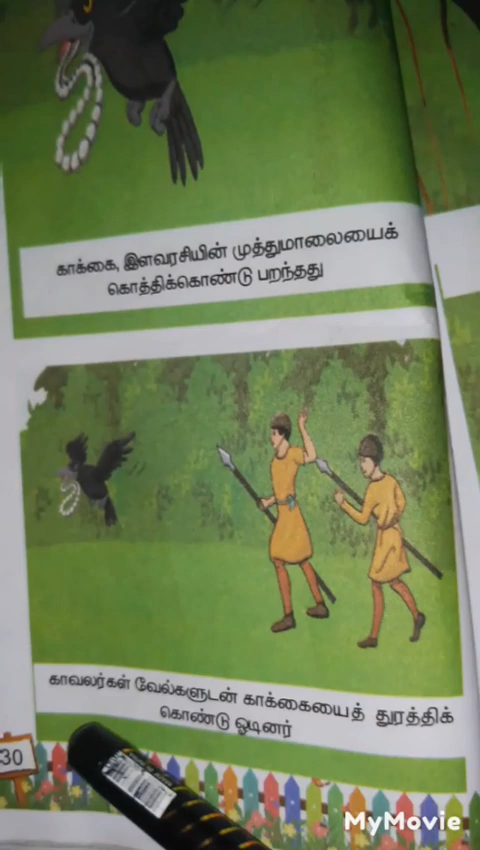 காக்கை, இளவரசியின் முத்துமாலையைக்
கொத்திக்கொண்டு பறந்தது
காவலர்கள் வேல்களுடன் காக்கையைத் துரத்திக்
கொண்டு ஓடினர்
30
MyMovie